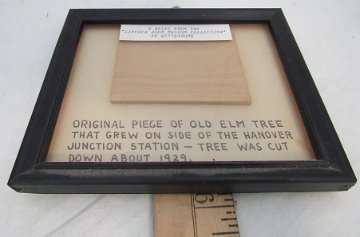 A RELIC FROM THE
"LINCOLN ROOM MUSEUM COLLECTION"
IN GETTYSBURG
ORIGINAL PIECE OF OLD ELM TREE
THAT GREW ON SIDE OF THE HANOVER
JUNCTION STATION – TREE WAS CUT
DOWN ABOUT 1929.